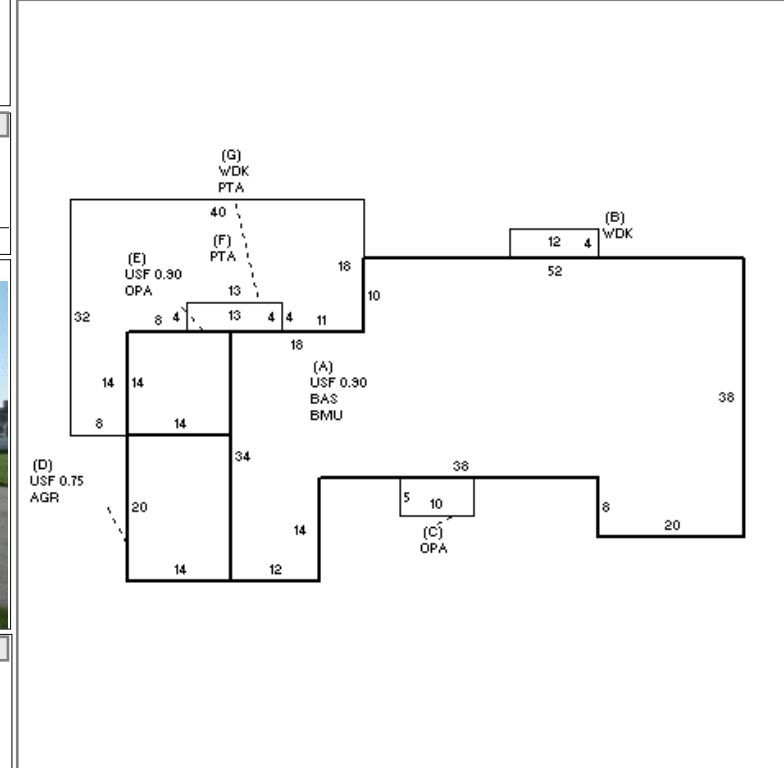 (G)
WDK
PTA
40
(B)
WDK
12 4
(F)
PTA
(E)
USF 0.90
OPA
18
52
10
13
32
8 4
13
4 4
11
18
(A)
USF 0.90
BAS
BMU
14
14
38
8
14
34
38
(D)
USF 0.75
AGR
20
5
10
8
14
20
(C)
OPA
14
12